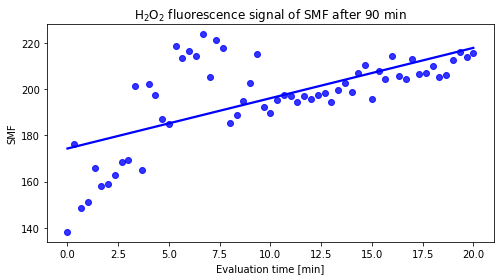 H₂O₂ fluorescence signal of SMF after 90 min
SMF
220
200
180
160
140
0.0 2.5 5.0 7.5 10.0 12.5 15.0 17.5 20.0
Evaluation time [min]